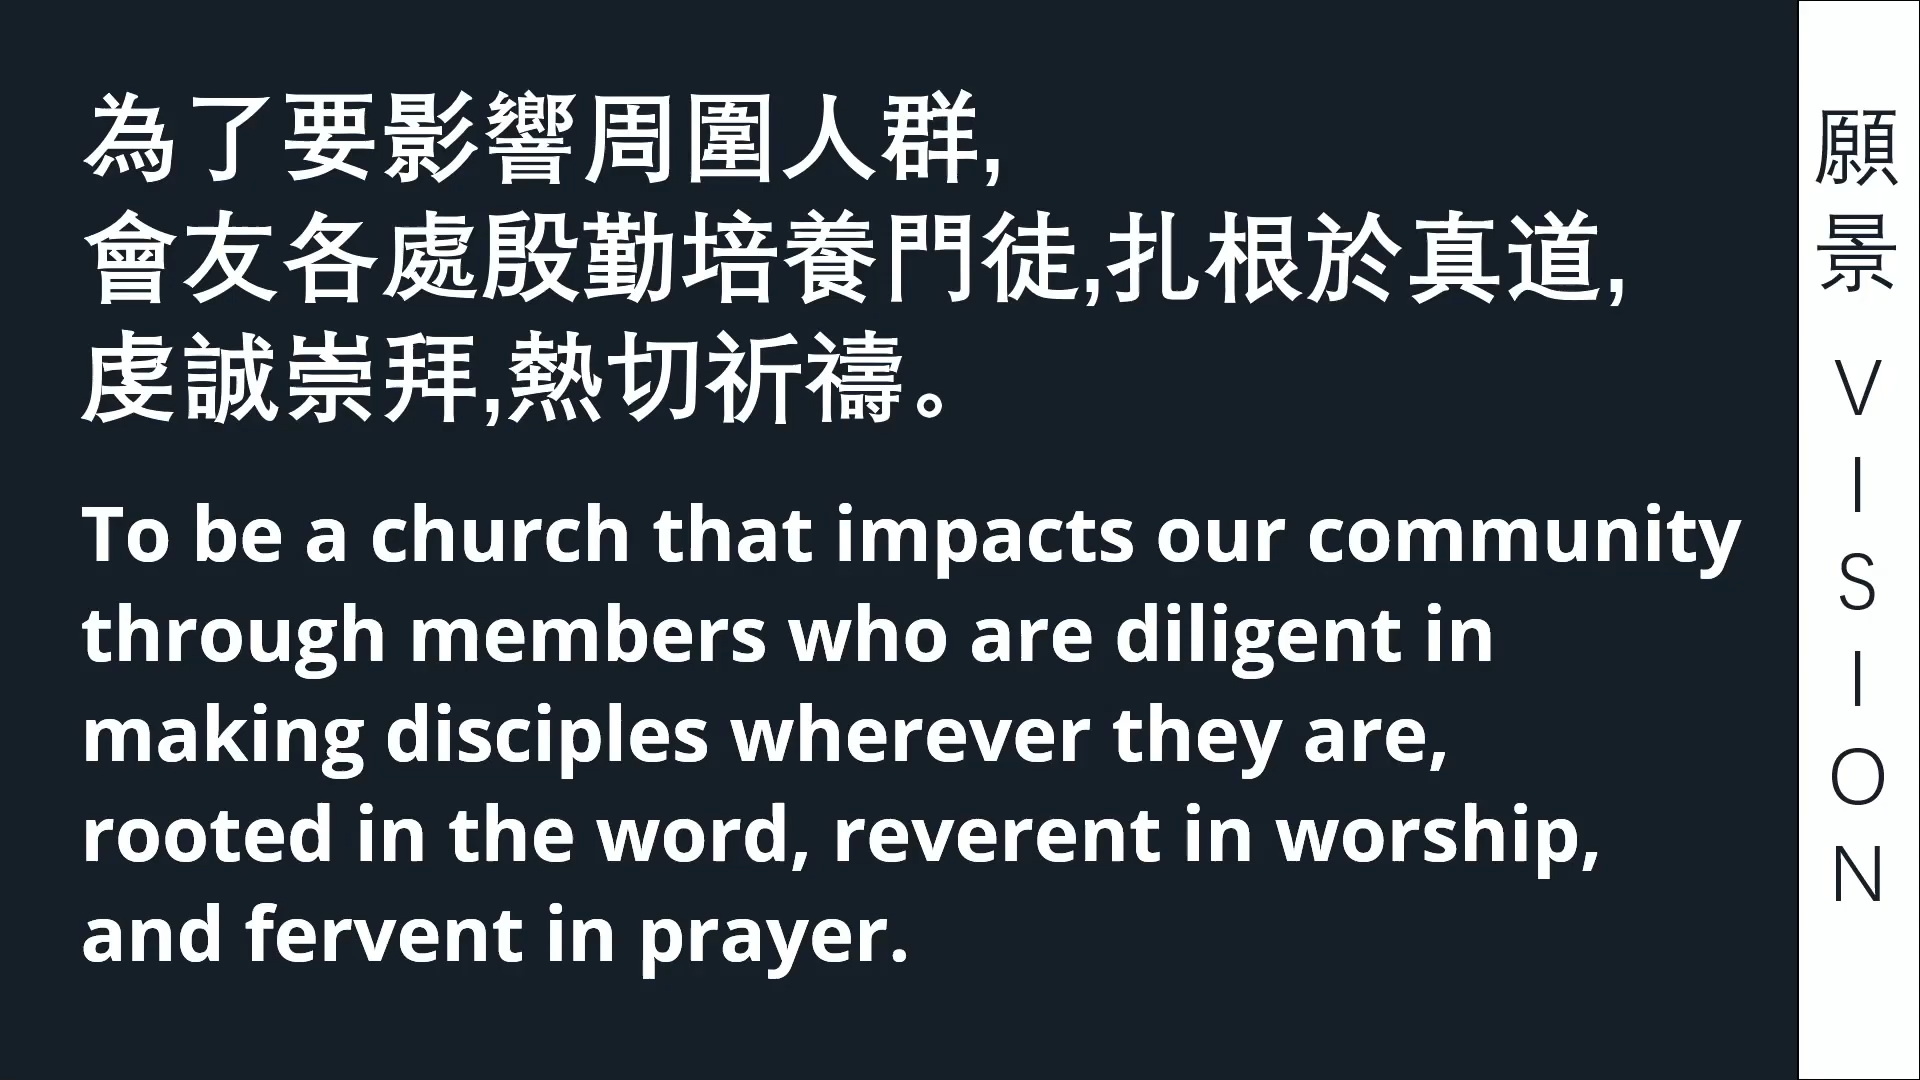 為了要影響周圍人群,
會友各處殷勤培養門徒,扎根於真道,
虔誠崇拜,熱切祈禱。
To be a church that impacts our community
through members who are diligent in
making disciples wherever they are,
rooted in the word, reverent in worship,
and fervent in prayer.
願景 VISION